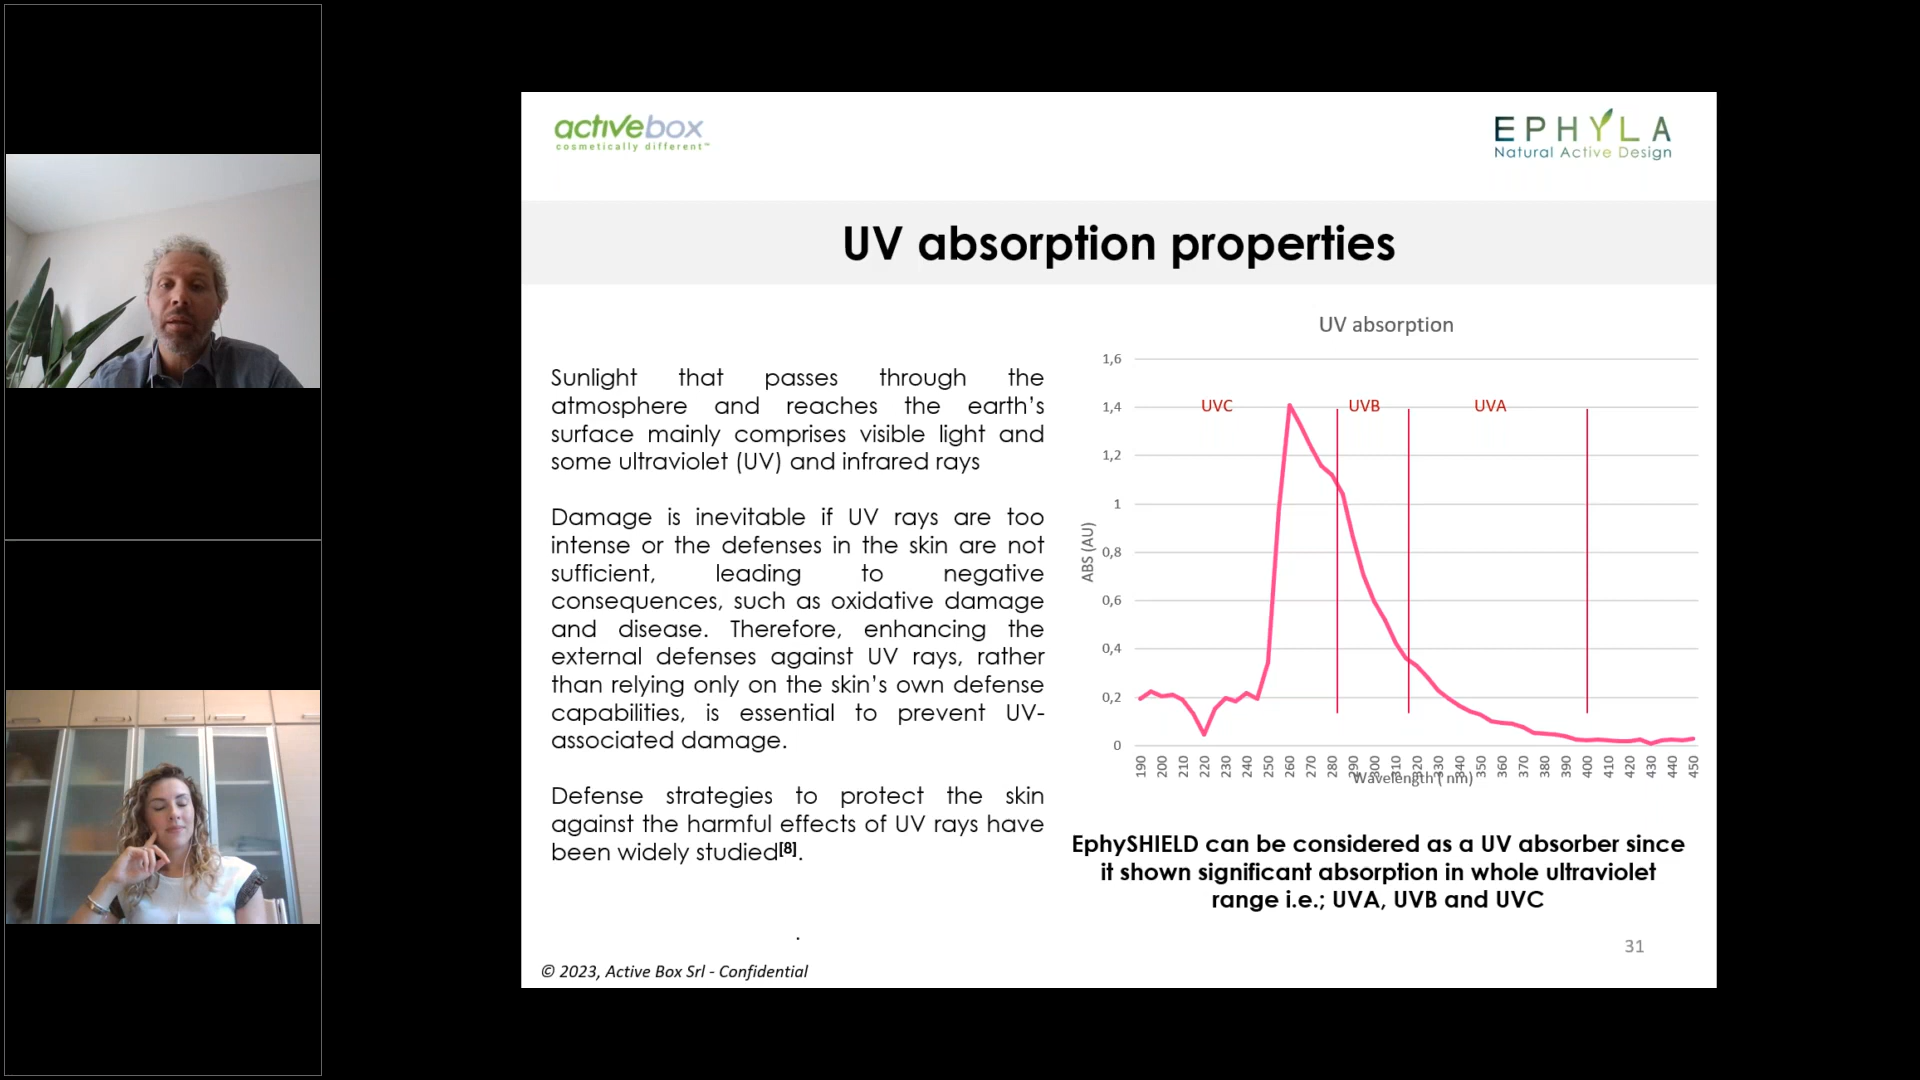 activebox
cosmetically different™
EPHYLA
Natural Active Design
UV absorption properties
Sunlight that passes through the
atmosphere and reaches the earth's
surface mainly comprises visible light and
some ultraviolet (UV) and infrared rays
Damage is inevitable if UV rays are too
intense or the defenses in the skin are not
sufficient, leading to negative
consequences, such as oxidative damage
and disease. Therefore, enhancing the
external defenses against UV rays, rather
than relying only on the skin's own defense
capabilities, is essential to prevent UV-
associated damage.
Defense strategies to protect the skin
against the harmful effects of UV rays have
been widely studied[8].
.
© 2023, Active Box Srl - Confidential
UV absorption
1,6
1,4
1,2
1
0,8
0,6
0,4
0,2
0
ABS (AU)
UVC
UVB
UVA
190 200 210 220 230 240 250 260 270 280 290 300 310 320 330 340 350 360 370 380 390 400 410 420 430 440 450
Wavelength ( nm)
EphySHIELD can be considered as a UV absorber since
it shown significant absorption in whole ultraviolet
range i.e.; UVA, UVB and UVC
31